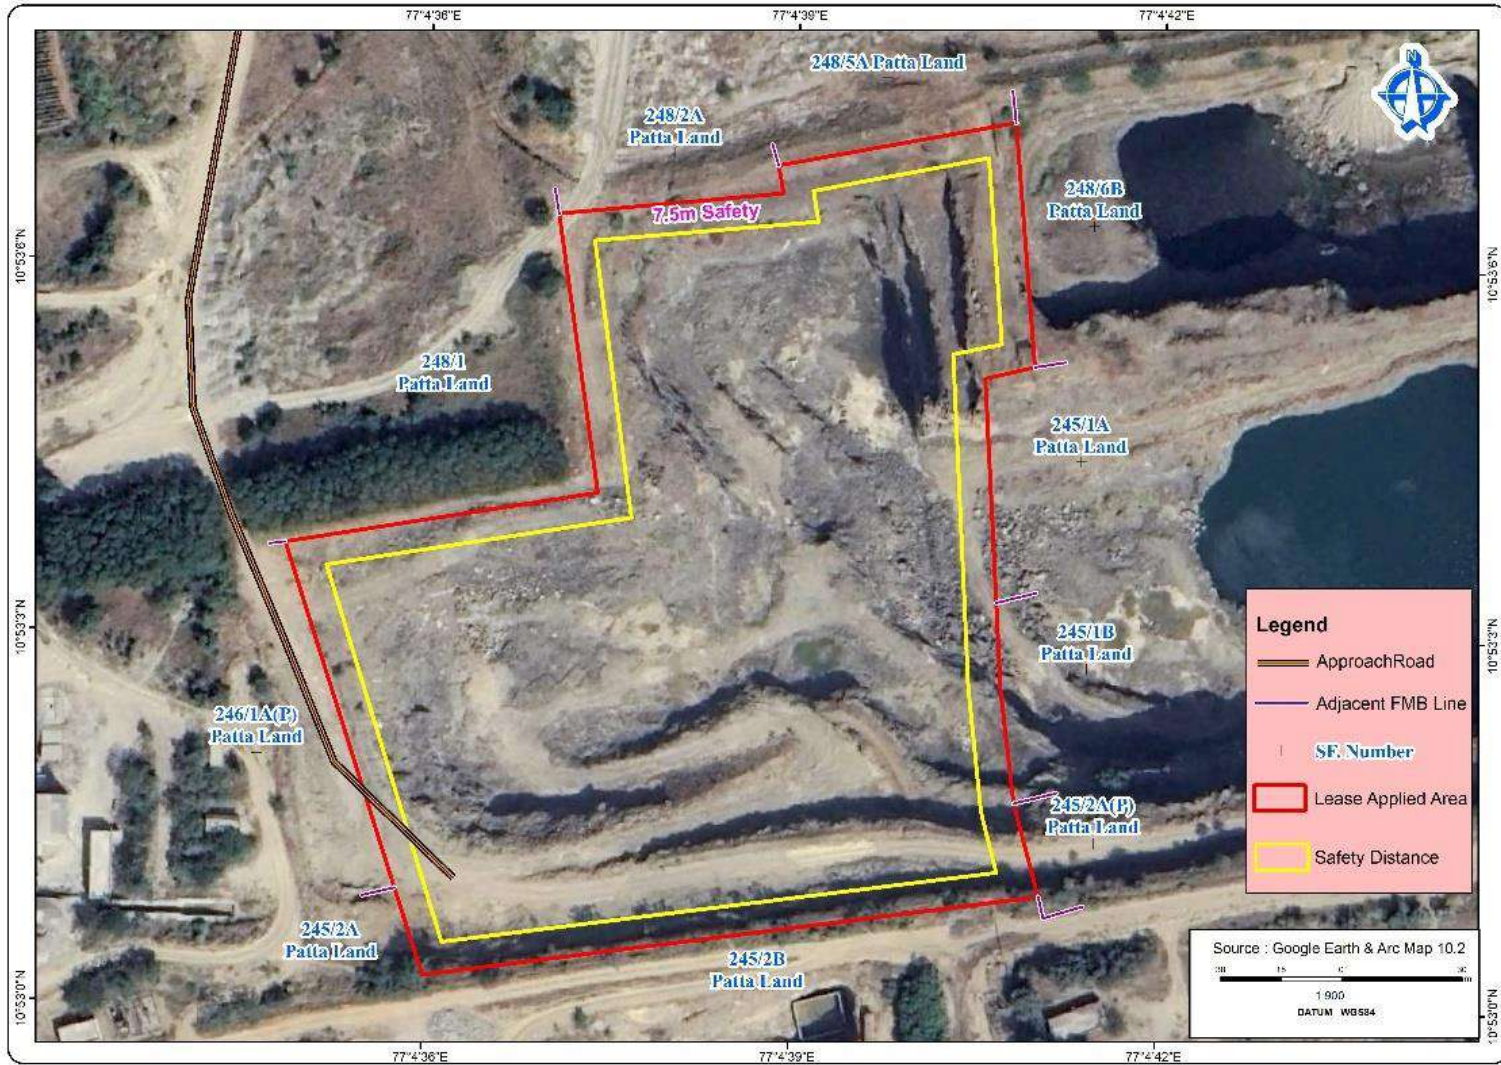 77°4'36"E
77°4'39"E
77°4'42"E
N
248/5A Patta Land
248/2A
Patta Land
248/6B
Patta Land
7.5m Safety
10°53'6"N
10°53'6"N
248/1
Patta Land
245/1A
Patta Land
10°53'3"N
10°53'3"N
245/1B
Patta Land
246/1A(P)
Patta Land
245/2A(P)
Patta Land
245/2A
Patta Land
245/2B
Patta Land
Legend
ApproachRoad
Adjacent FMB Line
SF. Number
Lease Applied Area
Safety Distance
Source : Google Earth & Arc Map 10.2
15 0 30
1:900
DATUM WGS84
10°53'0"N
10°53'0"N
77°4'36"E
77°4'39"E
77°4'42"E